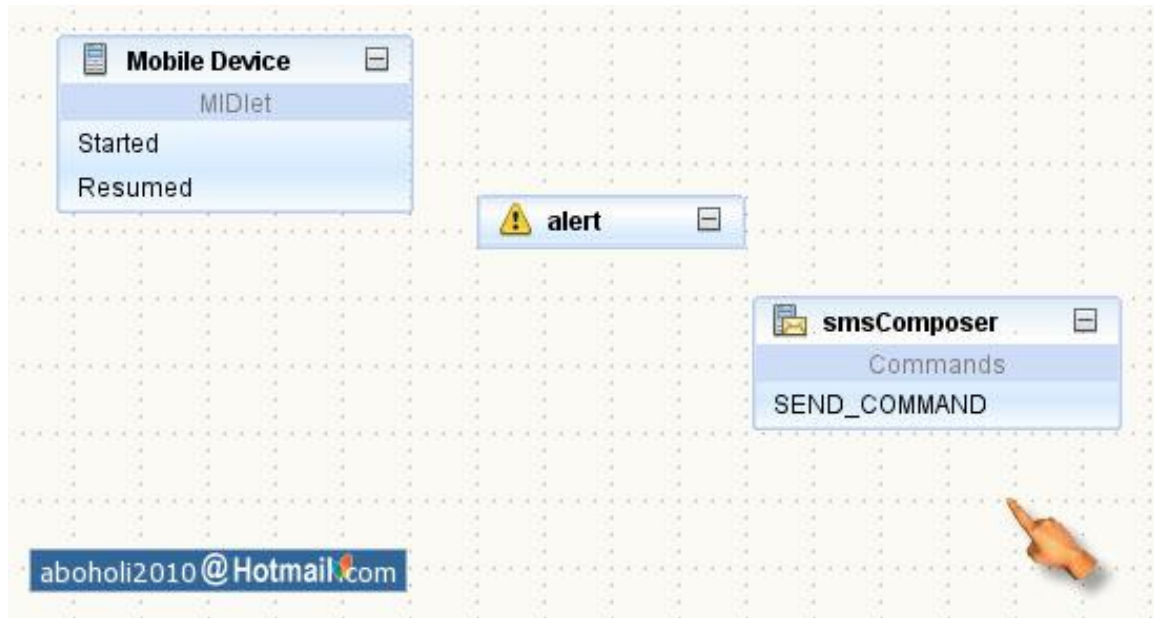 Mobile Device
MIDlet
Started
Resumed
alert
smsComposer
Commands
SEND_COMMAND
aboholi2010@Hotmail.com